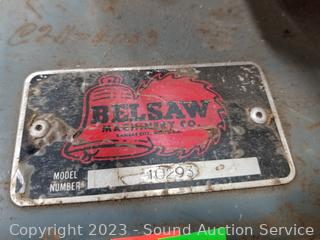 BELSAW
MACHINERY CO.
MODEL
NUMBER
10293
Copyright 2023 - Sound Auction Service